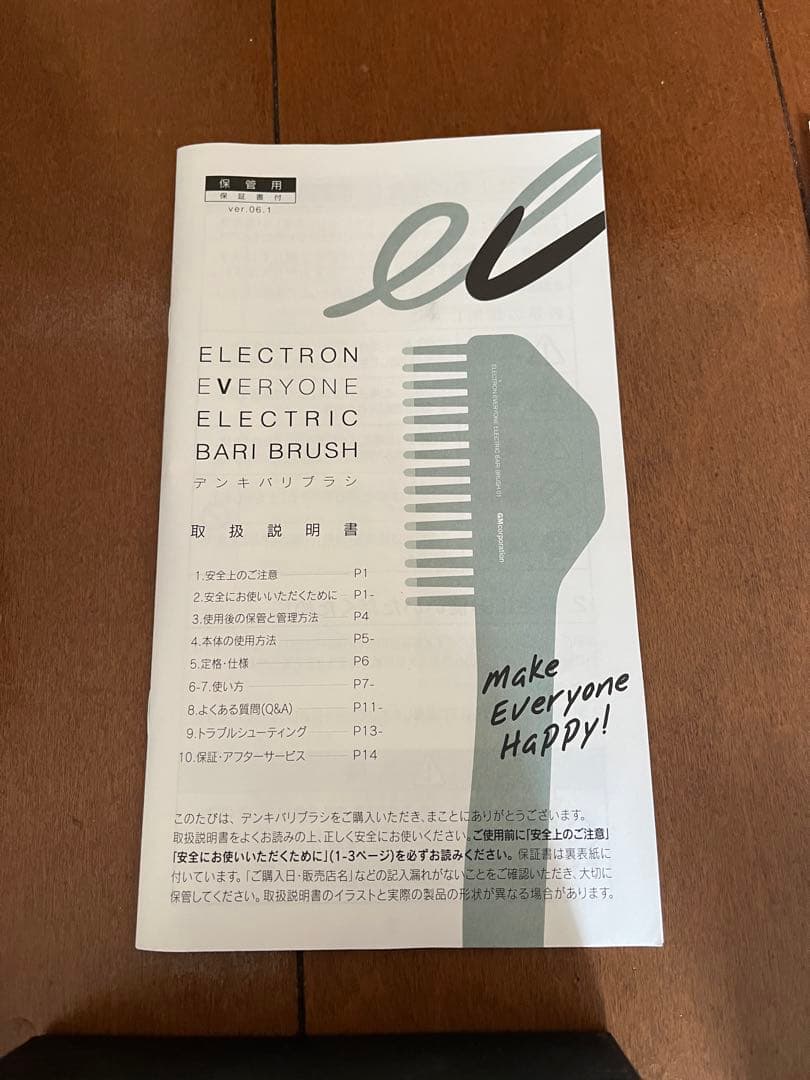 保管用
保証書付
ver.06.1
el
ELECTRON
EVERYONE
ELECTRIC
BARI BRUSH
デンキバリブラシ
取扱説明書
1.安全上のご注意 P1
2.安全にお使いいただくために P1-
3.使用後の保管と管理方法 P4
4.本体の使用方法 P5-
5.定格・仕様 P6
6-7.使い方 P7-
8.よくある質問(Q&A) P11-
9.トラブルシューティング P13-
10.保証・アフターサービス P14
ELECTRON EVERYONE ELECTRIC BARI BRUSH 01
GMcorporation
make
Everyone
Happy!
このたびは、デンキバリブラシをご購入いただき、まことにありがとうございます。
取扱説明書をよくお読みの上、正しく安全にお使いください。ご使用前に「安全上のご注意」
「安全にお使いいただくために」(1-3ページ)を必ずお読みください。保証書は裏表紙に
付いています。「ご購入日・販売店名」などの記入漏れがないことをご確認いただき、大切に
保管してください。取扱説明書のイラストと実際の製品の形状が異なる場合があります。